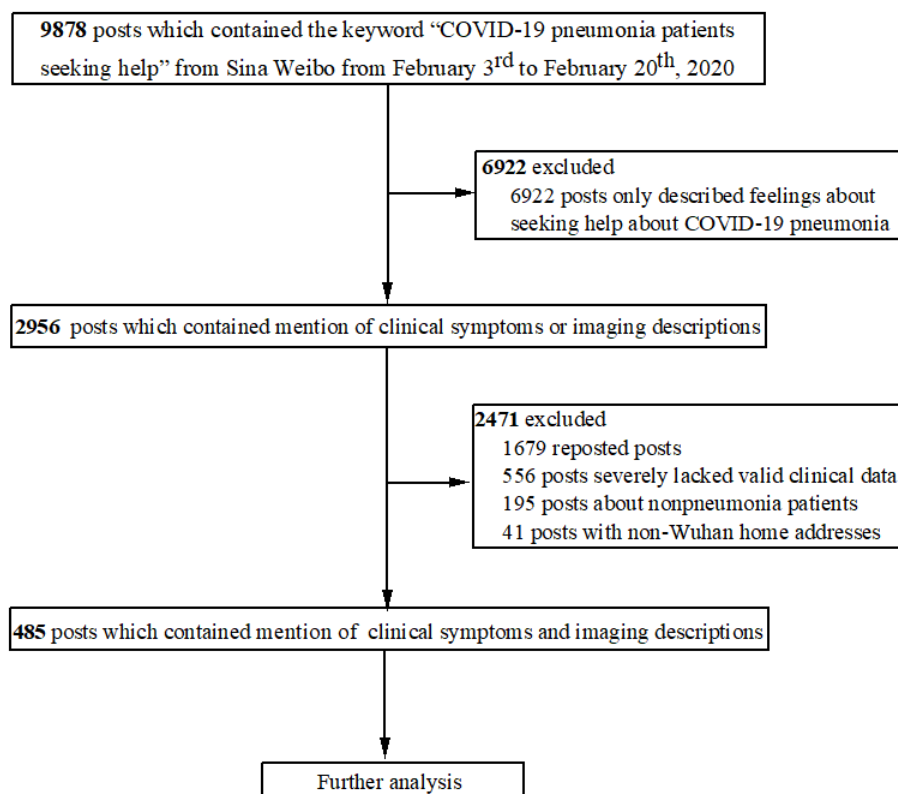 9878 posts which contained the keyword “COVID-19 pneumonia patients
seeking help” from Sina Weibo from February 3rd to February 20th, 2020
6922 excluded
6922 posts only described feelings about
seeking help about COVID-19 pneumonia
2956 posts which contained mention of clinical symptoms or imaging descriptions
2471 excluded
1679 reposted posts
556 posts severely lacked valid clinical data
195 posts about nonpneumonia patients
41 posts with non-Wuhan home addresses
485 posts which contained mention of clinical symptoms and imaging descriptions
Further analysis